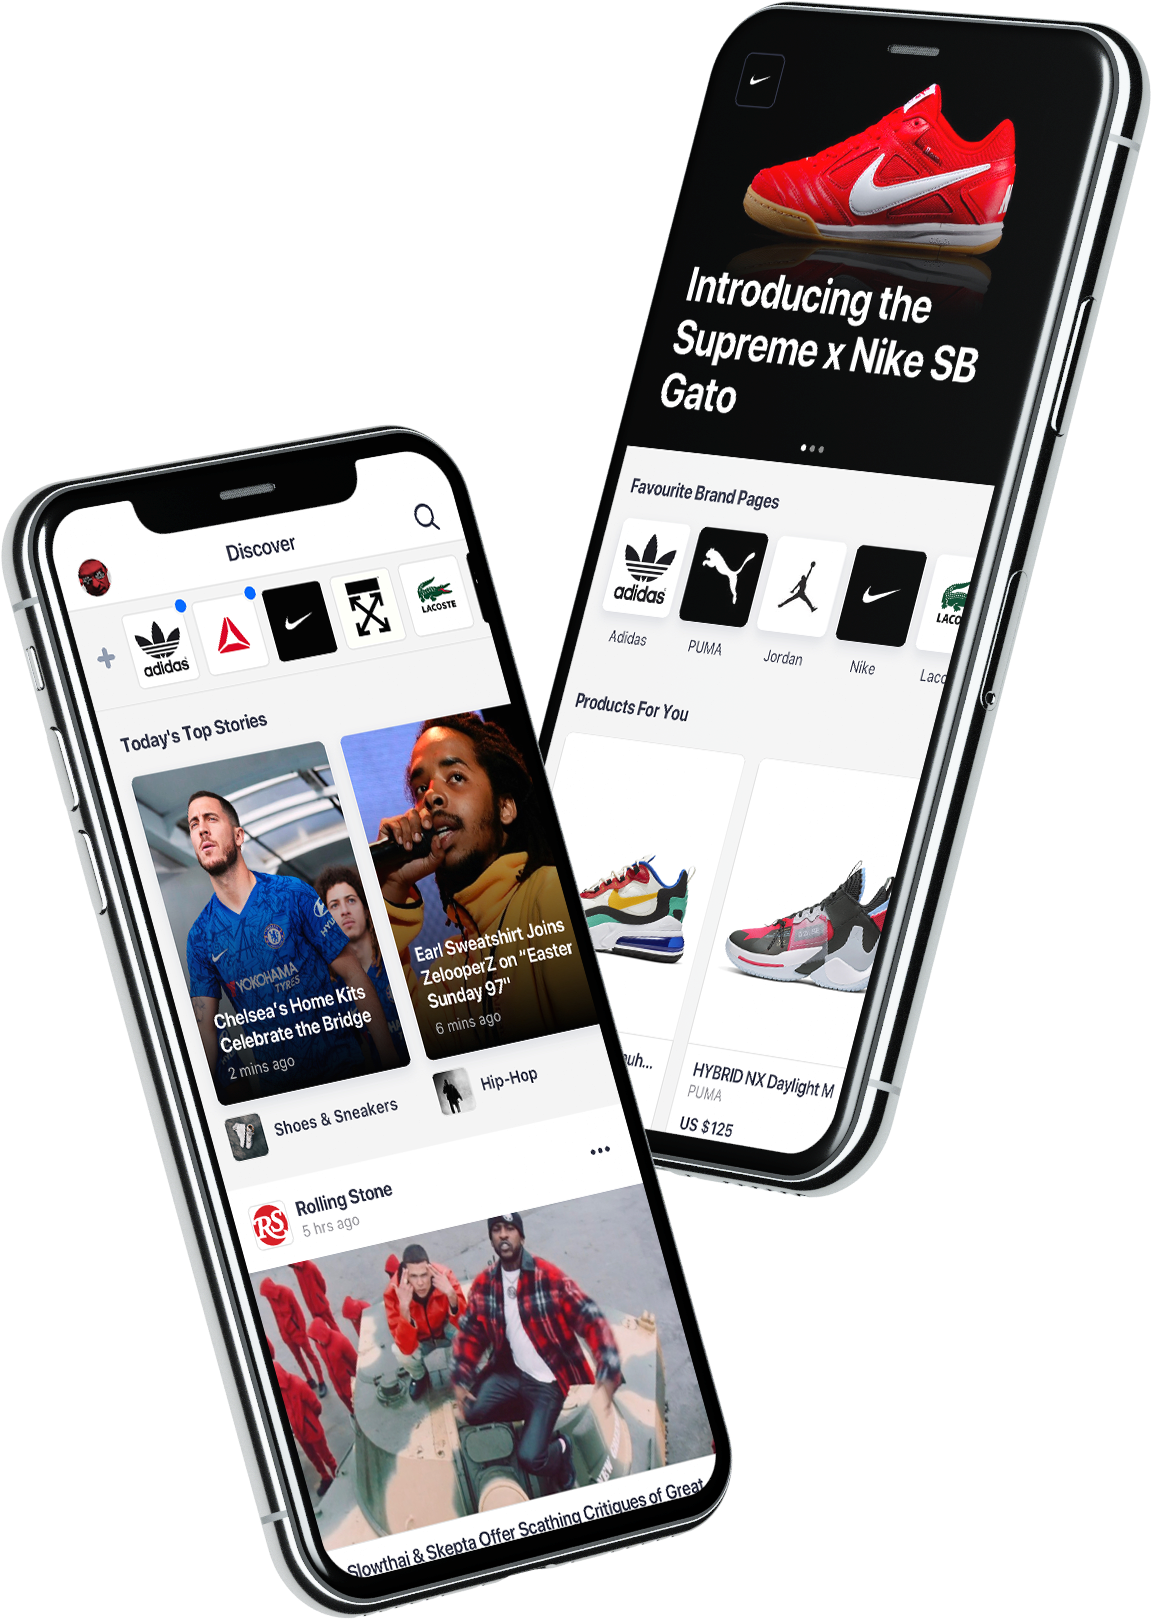 Discover
adidas
LACOSTE
Today's Top Stories
YOKOHAMA
TYRES
Chelsea's Home Kits
Celebrate the Bridge
2 mins ago
Earl Sweatshirt Joins
ZelooperZ on “Easter
Sunday 97"
6 mins ago
Shoes & Sneakers
Hip-Hop
RS
Rolling Stone
5 hrs ago
Slowthai & Skepta Offer Scathing Critiques of Great
Introducing the
Supreme x Nike SB
Gato
Favourite Brand Pages
adidas
LACO
Adidas
PUMA
Jordan
Nike
Laco
Products For You
nuh...
HYBRID NX Daylight M
PUMA
US $125